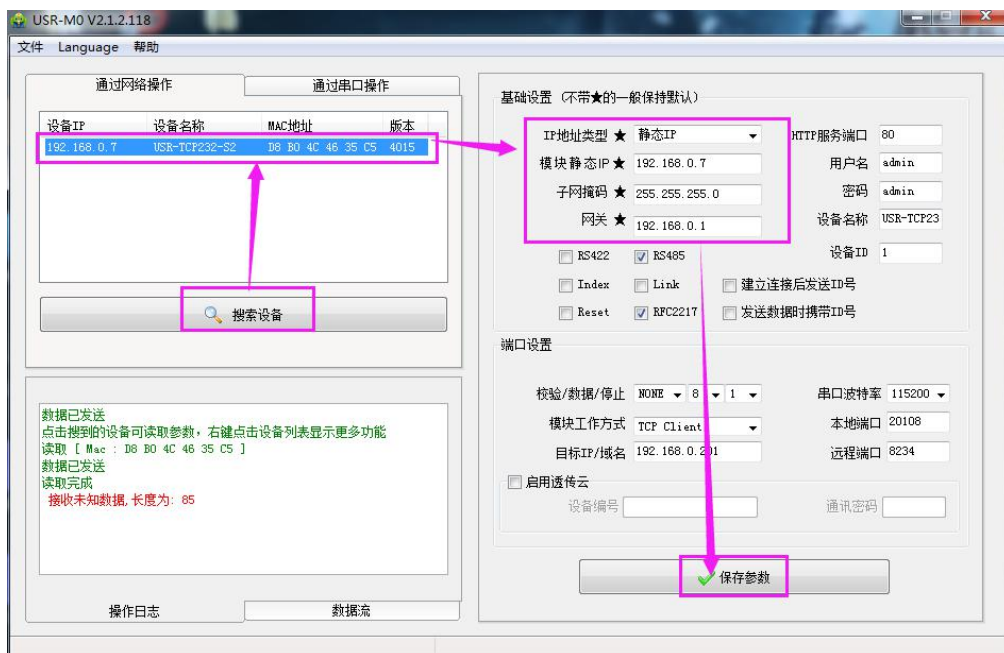 USR-M0 V2.1.2.118
文件 Language 帮助
通过网络操作 通过串口操作
设备IP 设备名称 MAC地址 版本
192.168.0.7 USR-TCP232-S2 D8 B0 4C 46 35 C5 4015
搜索设备
数据已发送
点击搜到的设备可读取参数，右键点击设备列表显示更多功能
读取 [ Mac : D8 B0 4C 46 35 C5 ]
数据已发送
读取完成
接收未知数据,长度为: 85
操作日志 数据流
基础设置 (不带★的一般保持默认)
IP地址类型 ★ 静态IP HTTP服务端口 80
模块静态IP★ 192.168.0.7 用户名 admin
子网掩码 ★ 255.255.255.0 密码 admin
网关 ★ 192.168.0.1 设备名称 USR-TCP23
RS422 RS485 设备ID 1
Index Link 建立连接后发送ID号
Reset RFC2217 发送数据时携带ID号
端口设置
校验/数据/停止 NONE 8 1 串口波特率 115200
模块工作方式 TCP Client 本地端口 20108
目标IP/域名 192.168.0.201 远程端口 8234
启用透传云
设备编号 通讯密码
保存参数